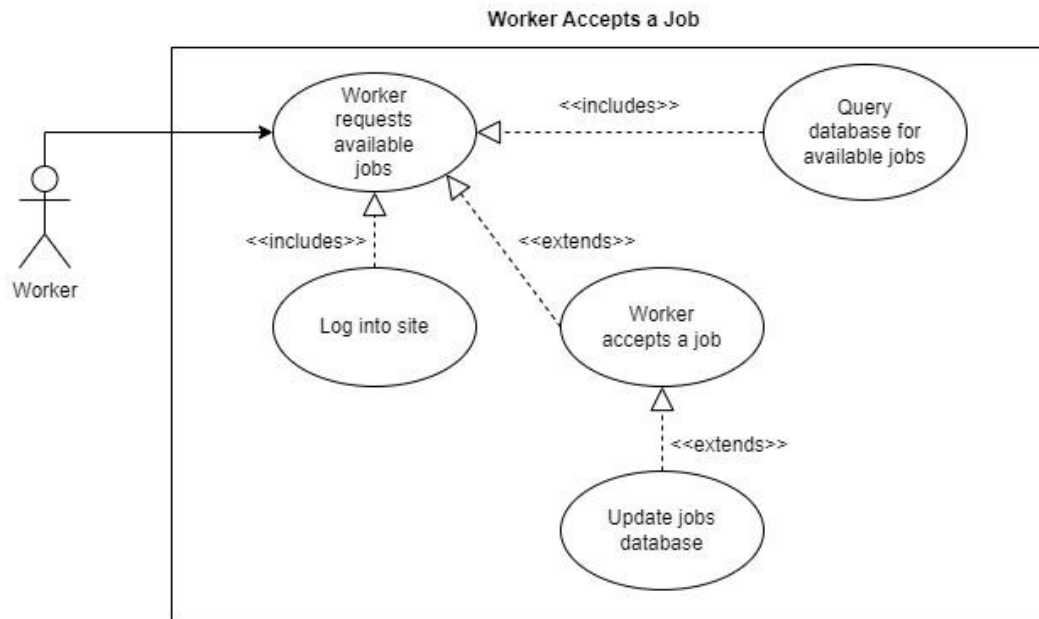 Worker Accepts a Job
Worker
requests
available
jobs
<<includes>>
Query
database for
available jobs
<<includes>>
<<extends>>
Worker
Log into site
Worker
accepts a job
<<extends>>
Update jobs
database